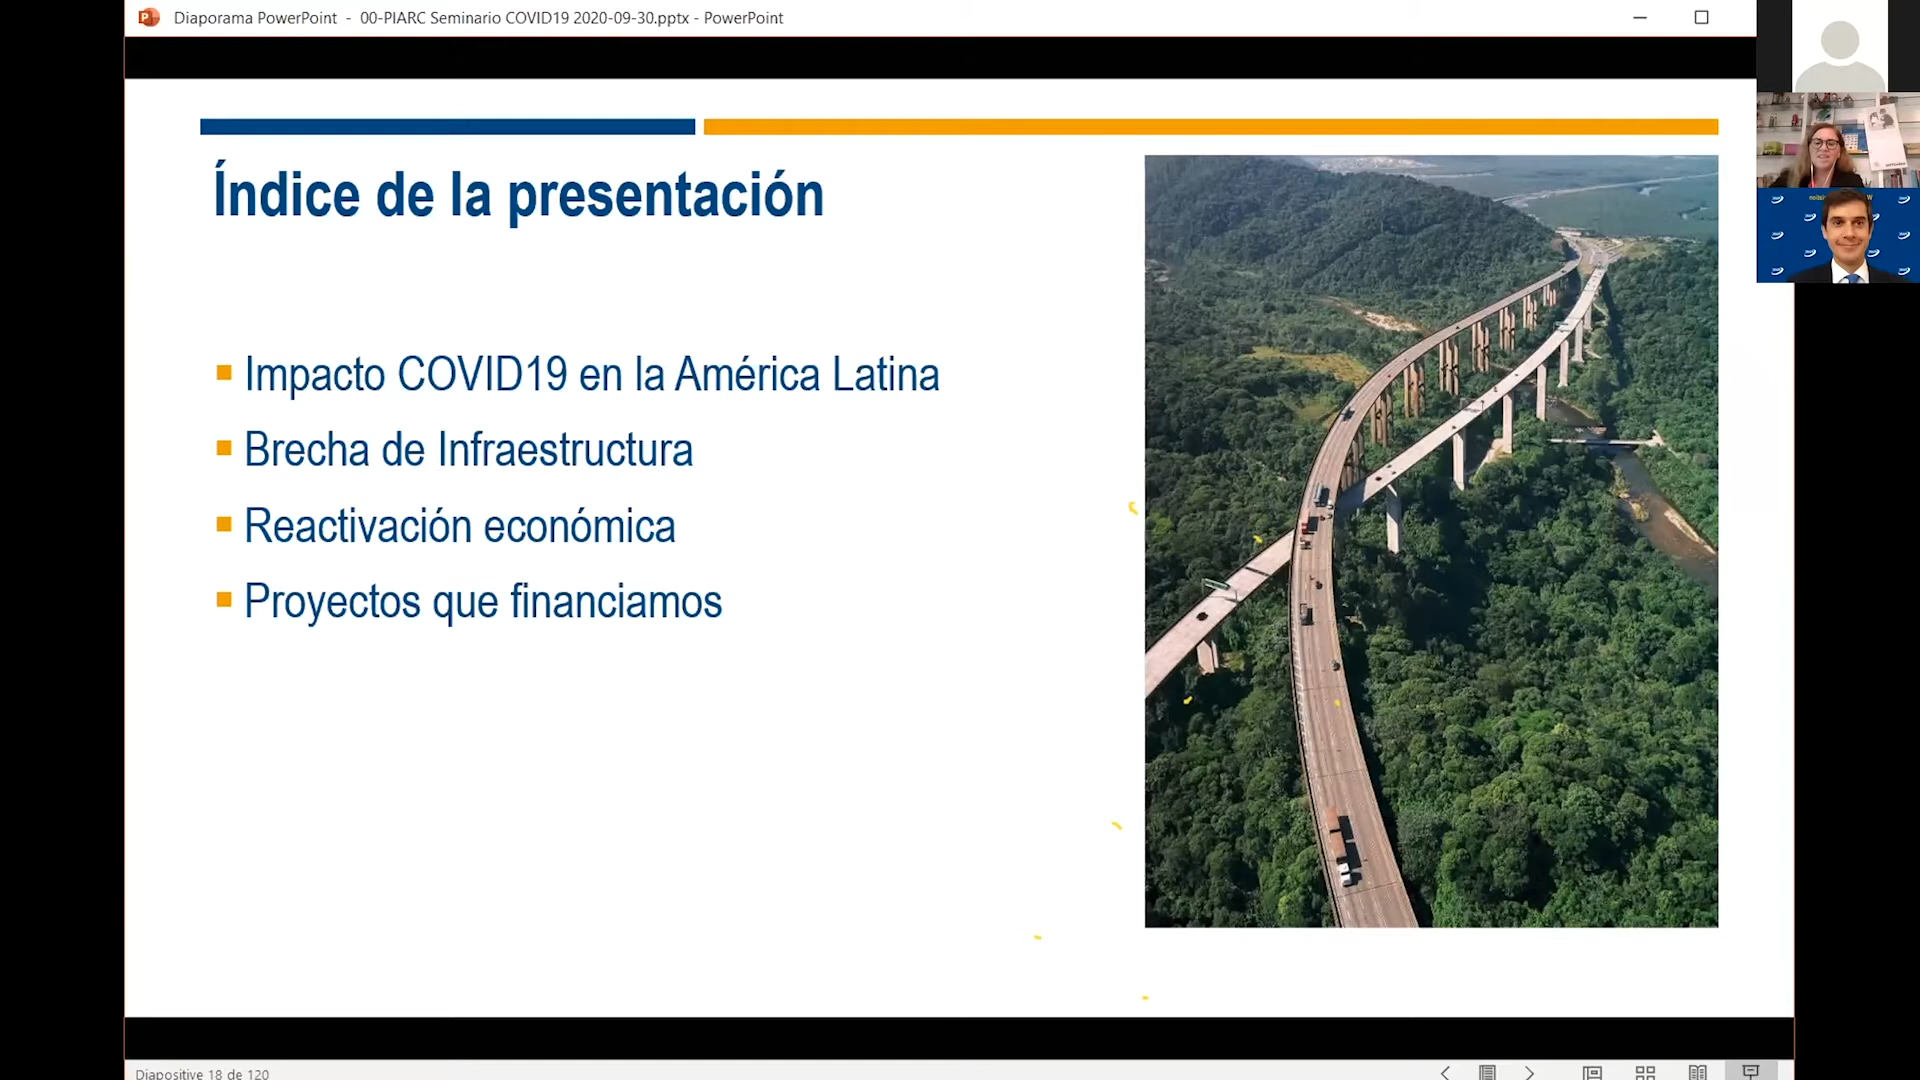 Diaporama PowerPoint - 00-PIARC Seminario COVID19 2020-09-30.pptx - PowerPoint
Índice de la presentación
Impacto COVID19 en la América Latina
Brecha de Infraestructura
Reactivación económica
Proyectos que financiamos
Diapositive 18 de 120